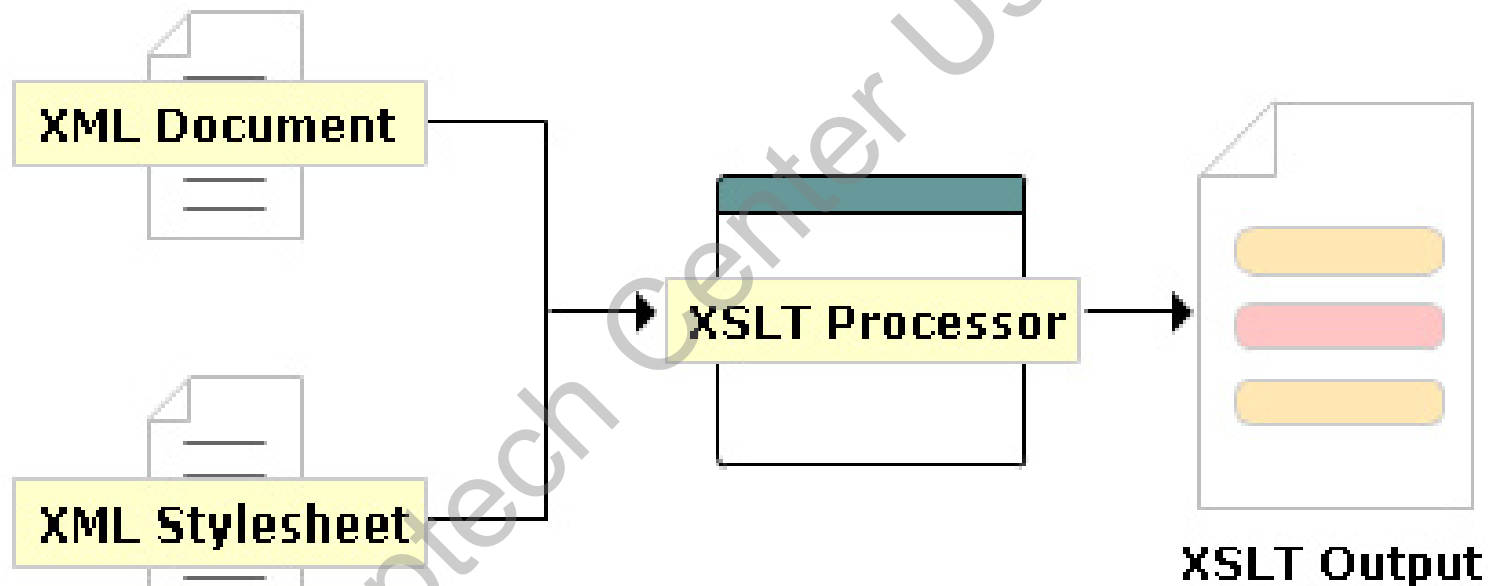 XML Document
XSLT Processor
XML Stylesheet
XSLT Output
Center